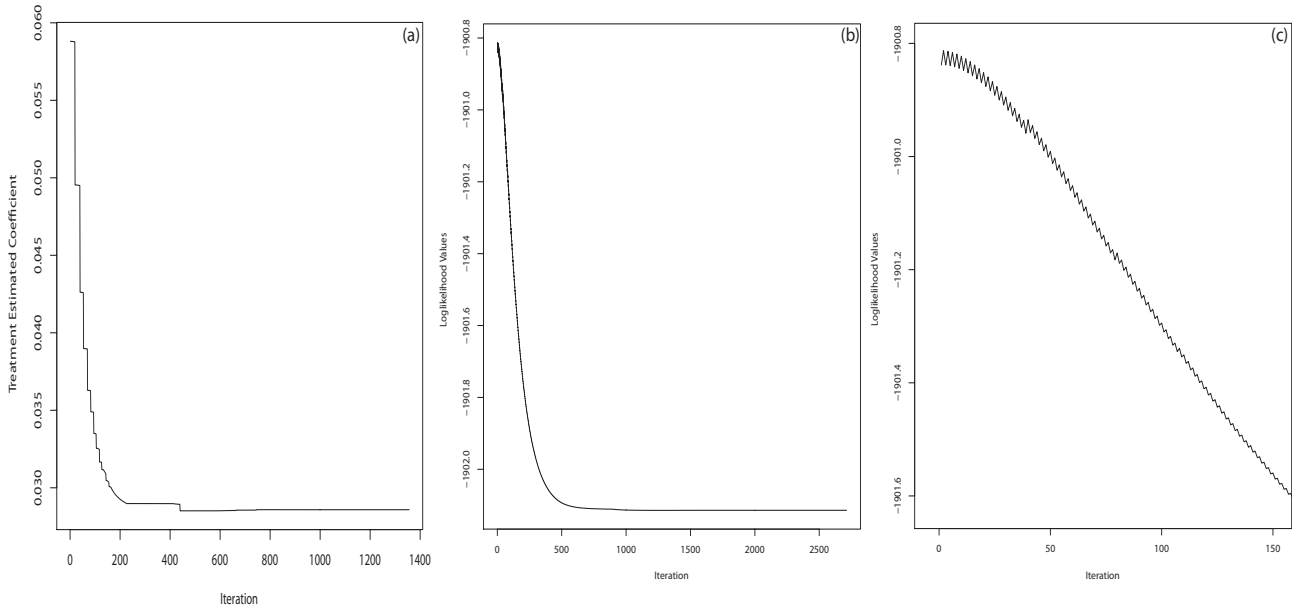 (a)
Treatment Estimated Coefficient
0.060
0.055
0.050
0.045
0.040
0.035
0.030
0 200 400 600 800 1000 1200 1400
Iteration
(b)
Loglikelihood Values
−1900.8
−1901.0
−1901.2
−1901.4
−1901.6
−1901.8
−1902.0
0 500 1000 1500 2000 2500
Iteration
(c)
Loglikelihood Values
−1900.8
−1901.0
−1901.2
−1901.4
−1901.6
0 50 100 150
Iteration